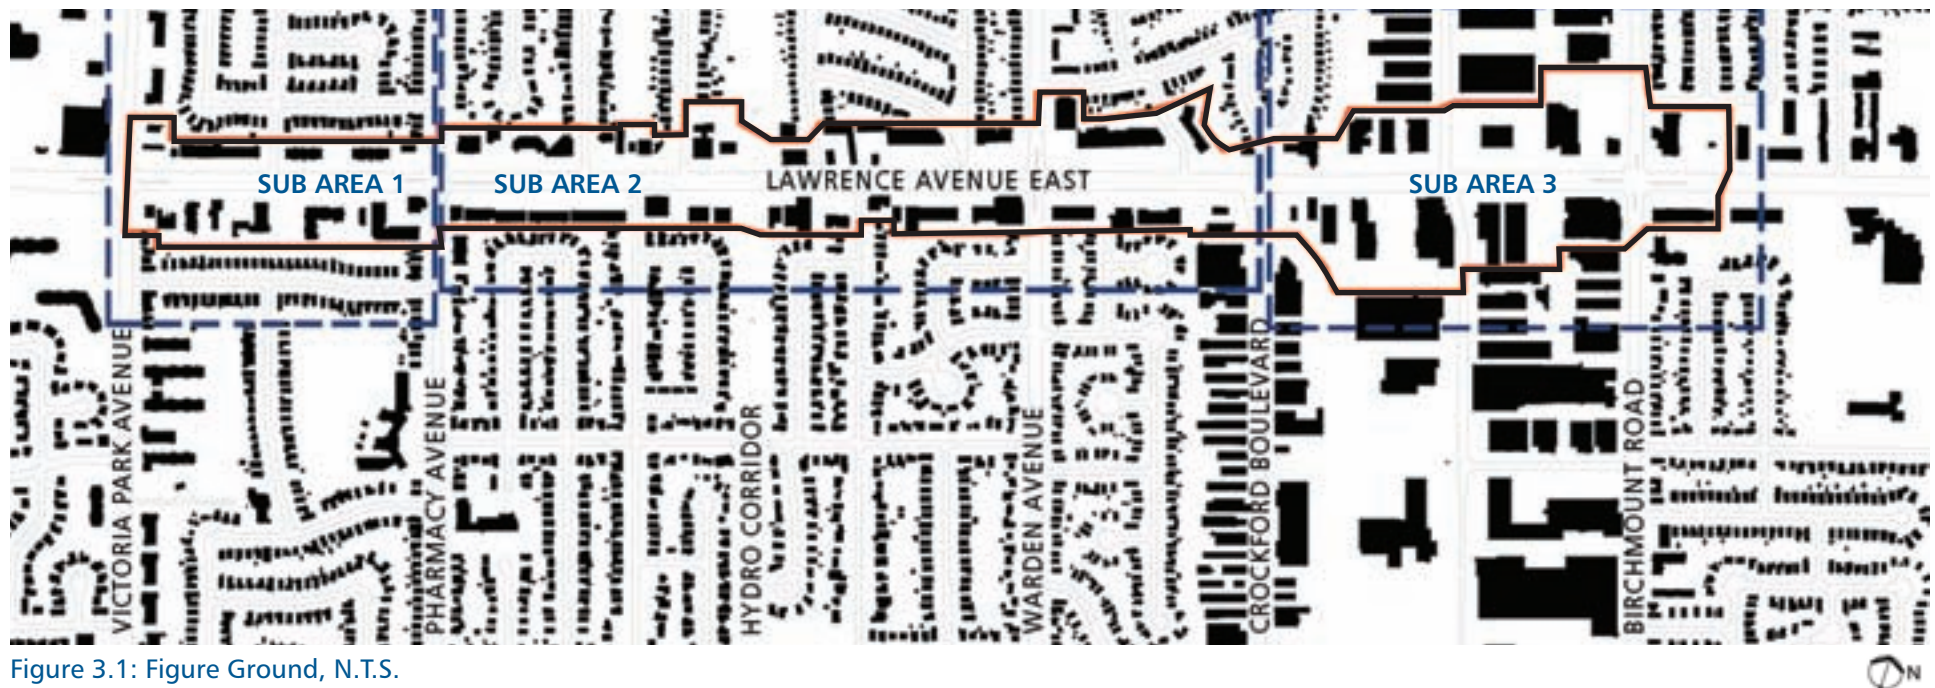 SUB AREA 1
SUB AREA 2
LAWRENCE AVENUE EAST
SUB AREA 3
VICTORIA PARK AVENUE
PHARMACY AVENUE
HYDRO CORRIDOR
WARDEN AVENUE
CROCKFORD BOULEVARD
BIRCHMOUNT ROAD
Figure 3.1: Figure Ground, N.T.S.
N